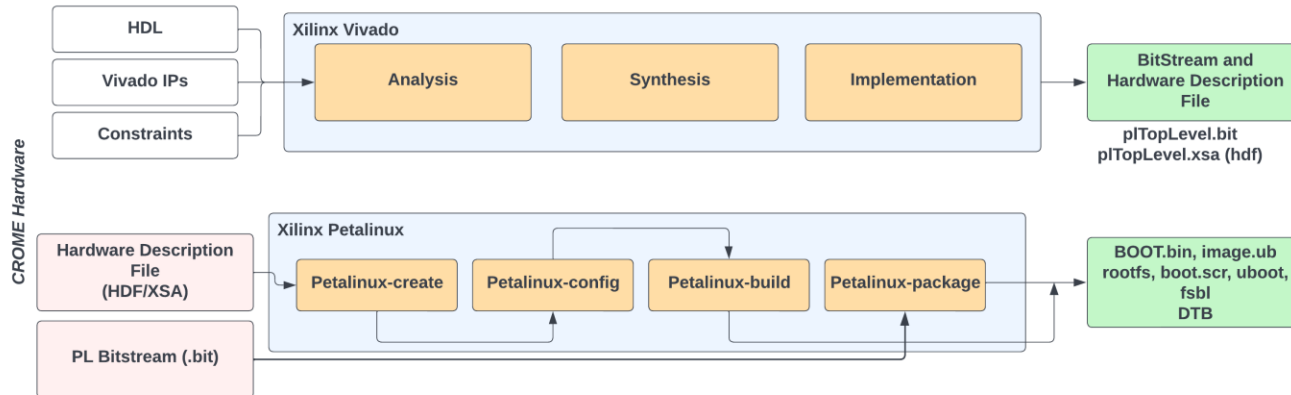 CROME Hardware
HDL
Vivado IPs
Constraints
Xilinx Vivado
Analysis
Synthesis
Implementation
BitStream and
Hardware Description
File
plTopLevel.bit
plTopLevel.xsa (hdf)
Hardware Description
File
(HDF/XSA)
PL Bitstream (.bit)
Xilinx Petalinux
Petalinux-create
Petalinux-config
Petalinux-build
Petalinux-package
BOOT.bin, image.ub
rootfs, boot.scr, uboot,
fsbl
DTB